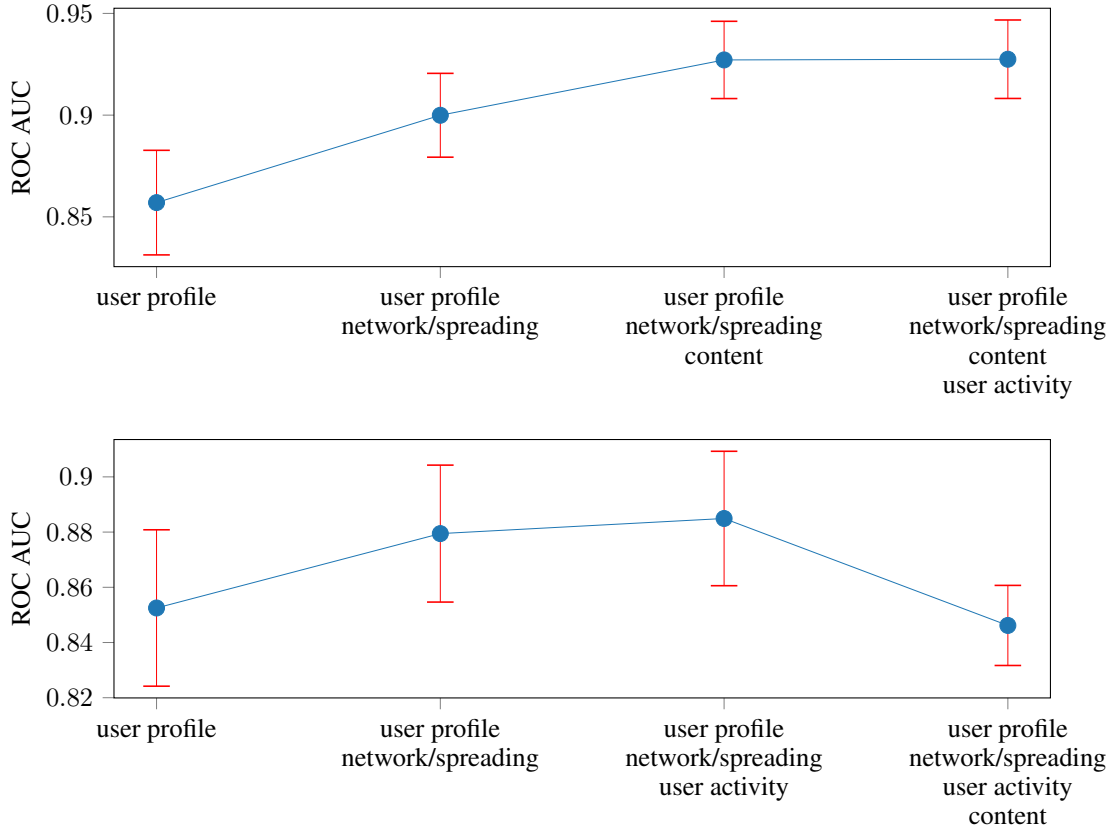 0.95
0.9
0.85
ROC AUC
user profile
user profile
network/spreading
user profile
network/spreading
content
user profile
network/spreading
content
user activity
0.9
0.88
0.86
0.84
0.82
ROC AUC
user profile
user profile
network/spreading
user profile
network/spreading
user activity
user profile
network/spreading
user activity
content